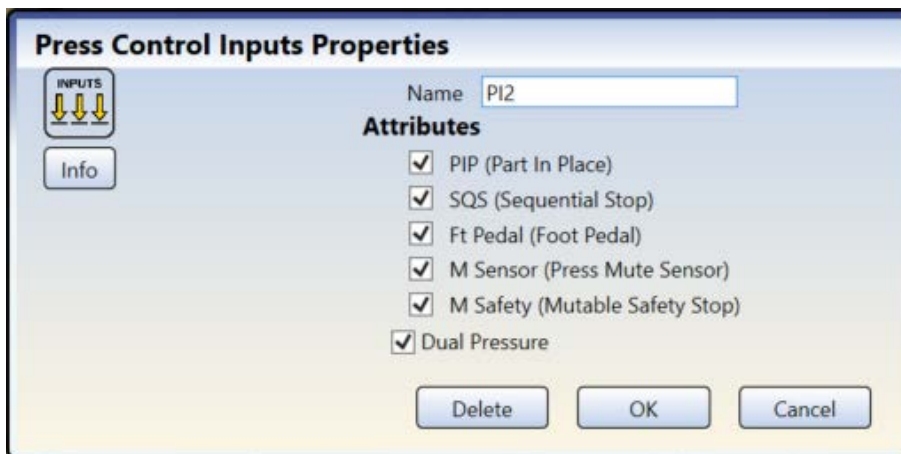 Press Control Inputs Properties
INPUTS
Name PI2
Attributes
Info
PIP (Part In Place)
SQS (Sequential Stop)
Ft Pedal (Foot Pedal)
M Sensor (Press Mute Sensor)
M Safety (Mutable Safety Stop)
Dual Pressure
Delete OK Cancel